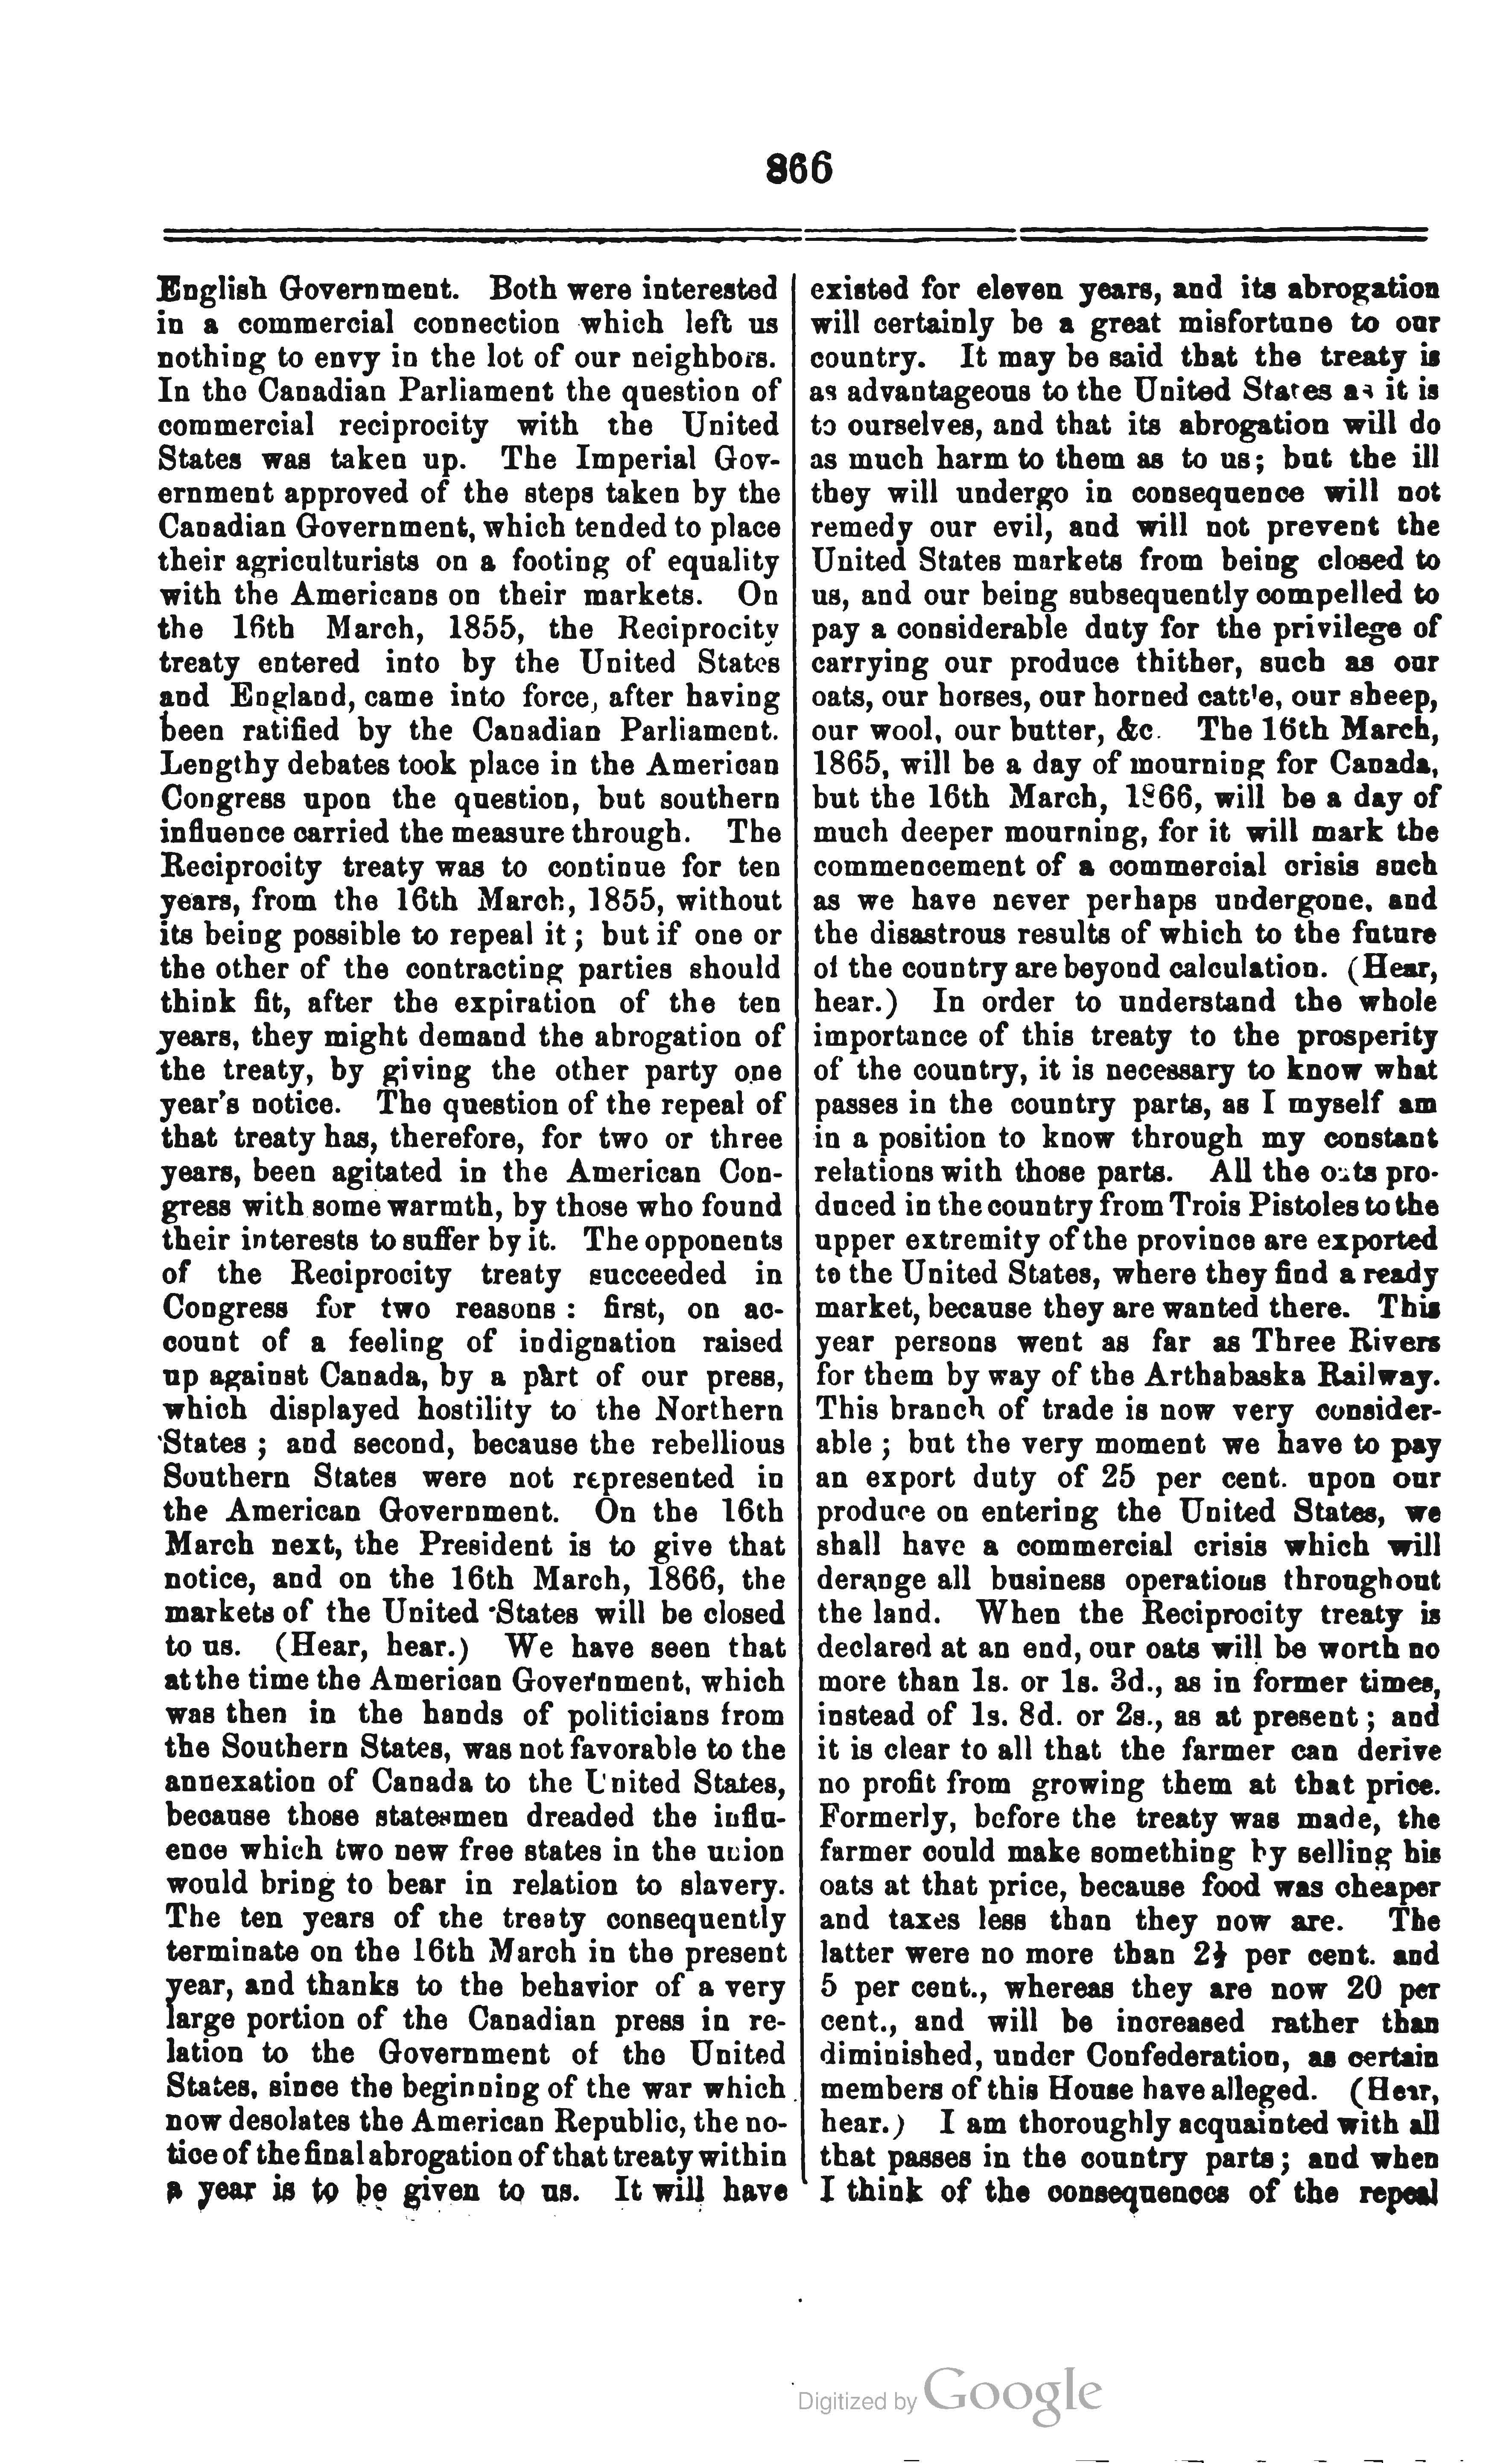 866
English Government. Both were interested
in a commercial connection which left us
nothing to envy in the lot of our neighbors.
In the Canadian Parliament the question of
commercial reciprocity with the United
States was taken up. The Imperial Gov-
ernment approved of the steps taken by the
Canadian Government, which tended to place
their agriculturists on a footing of equality
with the Americans on their markets. On
the 16th March, 1855, the Reciprocity
treaty entered into by the United States
and England, came into force, after having
been ratified by the Canadian Parliament.
Lengthy debates took place in the American
Congress upon the question, but southern
influence carried the measure through. The
Reciprocity treaty was to continue for ten
years, from the 16th March, 1855, without
its being possible to repeal it; but if one or
the other of the contracting parties should
think fit, after the expiration of the ten
years, they might demand the abrogation of
the treaty, by giving the other party one
year's notice. The question of the repeal of
that treaty has, therefore, for two or three
years, been agitated in the American Con-
gress with some warmth, by those who found
their interests to suffer by it. The opponents
of the Reciprocity treaty succeeded in
Congress for two reasons: first, on ac-
count of a feeling of indignation raised
up against Canada, by a part of our press,
which displayed hostility to the Northern
States; and second, because the rebellious
Southern States were not represented in
the American Government. On the 16th
March next, the President is to give that
notice, and on the 16th March, 1866, the
markets of the United States will be closed
to us. (Hear, hear.) We have seen that
at the time the American Government, which
was then in the hands of politicians from
the Southern States, was not favorable to the
annexation of Canada to the United States,
because those statesmen dreaded the influ-
ence which two new free states in the union
would bring to bear in relation to slavery.
The ten years of the treaty consequently
terminate on the 16th March in the present
year, and thanks to the behavior of a very
large portion of the Canadian press in re-
lation to the Government of the United
States, since the beginning of the war which
now desolates the American Republic, the no-
tice of the final abrogation of that treaty within
a year is to be given to us. It will have
existed for eleven years, and its abrogation
will certainly be a great misfortune to our
country. It may be said that the treaty is
as advantageous to the United States as it is
to ourselves, and that its abrogation will do
as much harm to them as to us; but the ill
they will undergo in consequence will not
remedy our evil, and will not prevent the
United States markets from being closed to
us, and our being subsequently compelled to
pay a considerable duty for the privilege of
carrying our produce thither, such as our
oats, our horses, our horned cattle, our sheep,
our wool, our butter, &c. The 16th March,
1865, will be a day of mourning for Canada,
but the 16th March, 1866, will be a day of
much deeper mourning, for it will mark the
commencement of a commercial crisis such
as we have never perhaps undergone, and
the disastrous results of which to the future
of the country are beyond calculation. (Hear,
hear.) In order to understand the whole
importance of this treaty to the prosperity
of the country, it is necessary to know what
passes in the country parts, as I myself am
in a position to know through my constant
relations with those parts. All the oats pro-
duced in the country from Trois Pistoles to the
upper extremity of the province are exported
to the United States, where they find a ready
market, because they are wanted there. This
year persons went as far as Three Rivers
for them by way of the Arthabaska Railway.
This branch of trade is now very consider-
able; but the very moment we have to pay
an export duty of 25 per cent. upon our
produce on entering the United States, we
shall have a commercial crisis which will
derange all business operations throughout
the land. When the Reciprocity treaty is
declared at an end, our oats will be worth no
more than 1s. or 1s. 3d., as in former times,
instead of 1s. 8d. or 2s., as at present; and
it is clear to all that the farmer can derive
no profit from growing them at that price.
Formerly, before the treaty was made, the
farmer could make something by selling his
oats at that price, because food was cheaper
and taxes less than they now are. The
latter were no more than 2½ per cent. and
5 per cent., whereas they are now 20 per
cent., and will be increased rather than
diminished, under Confederation, as certain
members of this House have alleged. (Hear,
hear.) I am thoroughly acquainted with all
that passes in the country parts; and when
I think of the consequences of the repeal
Digitized by Google